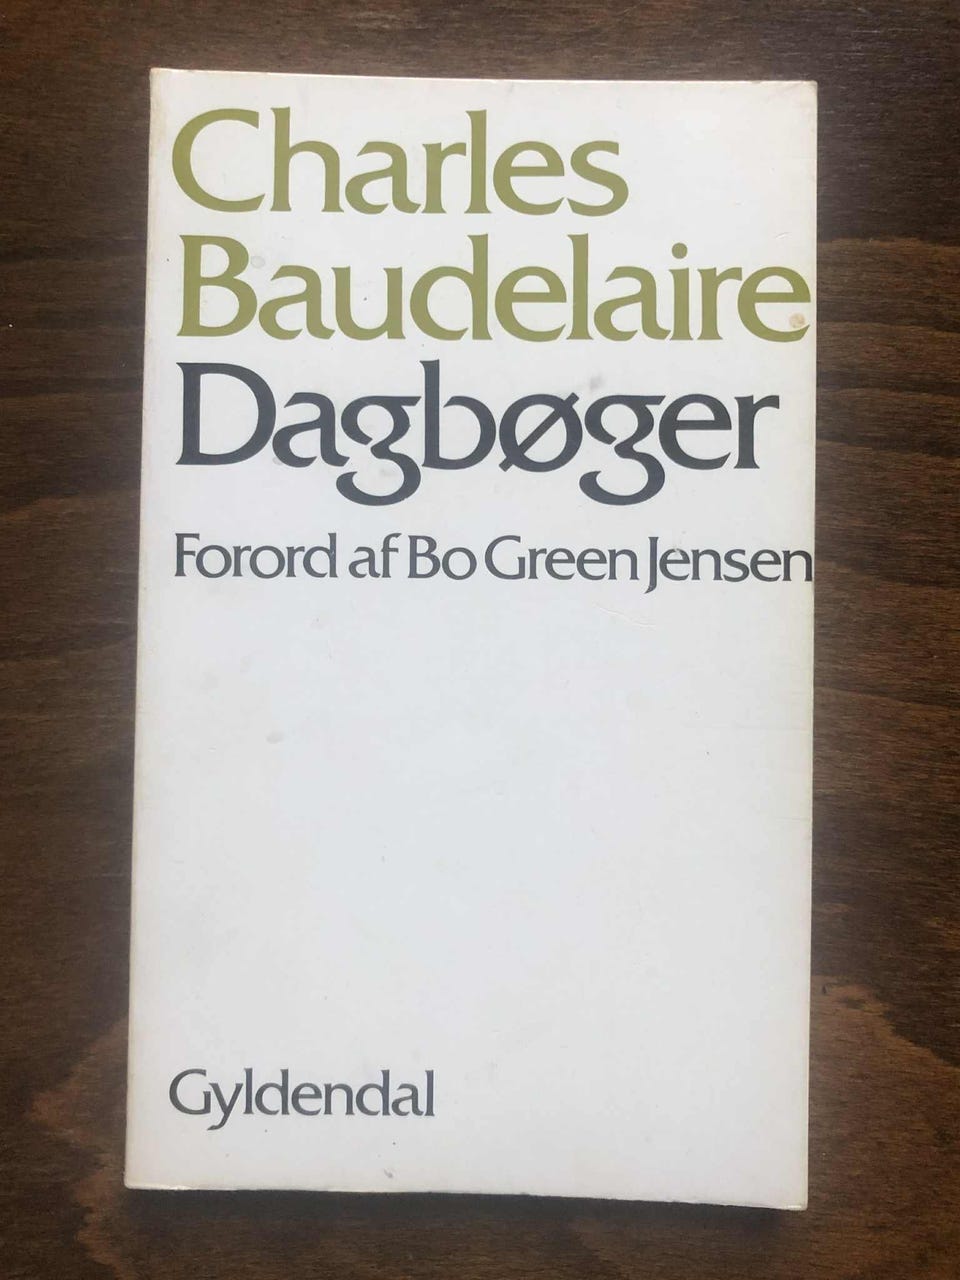 Charles
Baudelaire
Dagbøger
Forord af Bo Green Jensen
Gyldendal